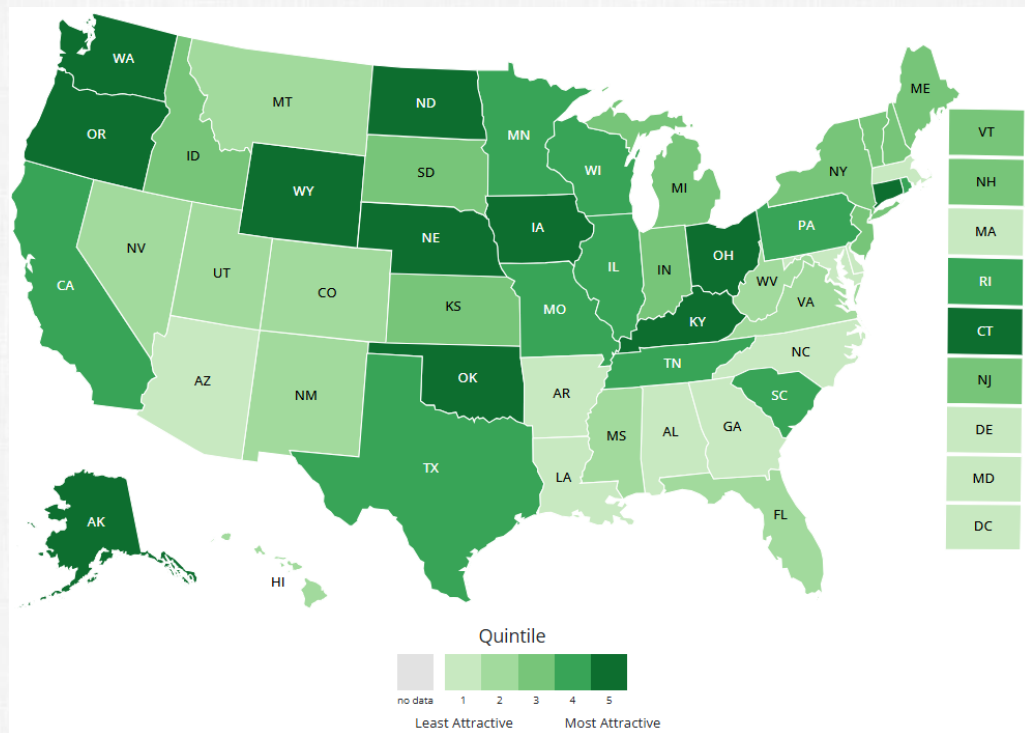 WA
MT
ND
MN
ME
VT
OR
ID
SD
WI
NY
MI
NH
WY
MA
NE
IA
PA
NV
UT
CO
IL
IN
OH
WV
VA
RI
CA
KS
MO
KY
CT
AZ
NM
OK
AR
TN
NC
NJ
SC
MS
AL
GA
DE
TX
LA
MD
AK
FL
DC
HI
Quintile
no data 1 2 3 4 5
Least Attractive Most Attractive